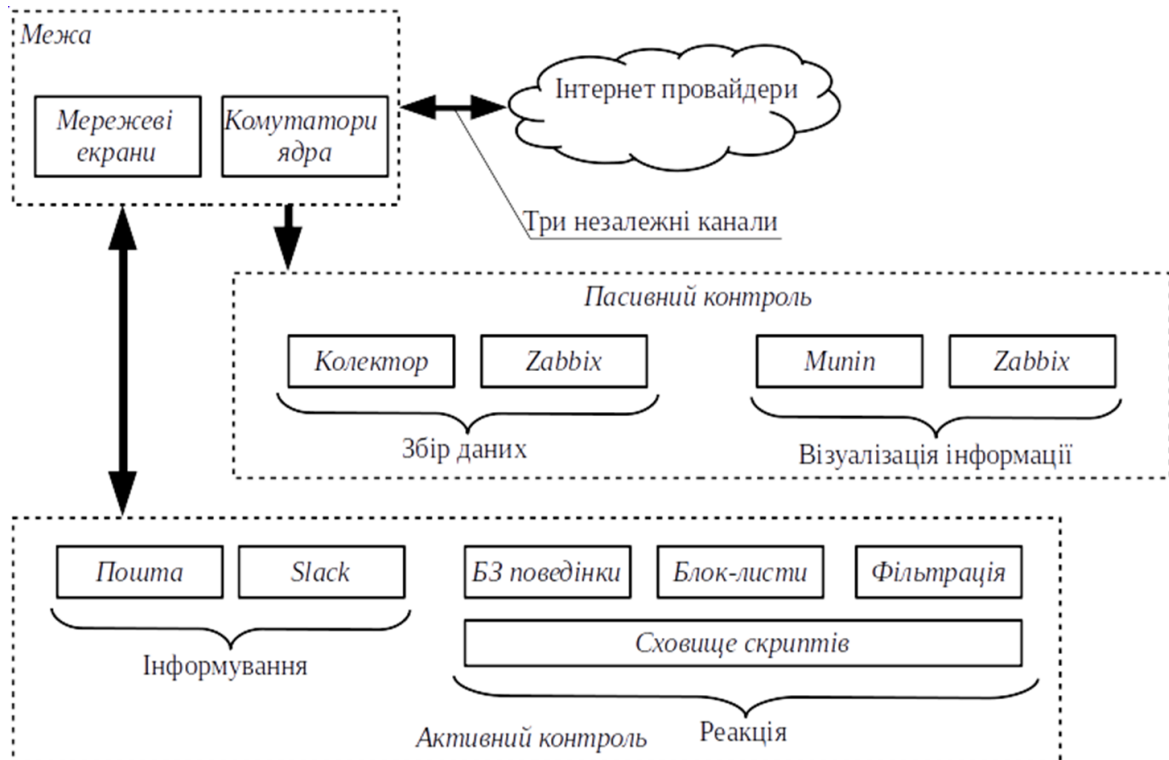 Межа
Мережеві
екрани
Комутатори
ядра
Інтернет провайдери
Три незалежні канали
Пасивний контроль
Колектор
Zabbix
Munin
Zabbix
Збір даних
Візуалізація інформації
Пошта
Slack
БЗ поведінки
Блок-листи
Фільтрація
Сховище скриптів
Інформування
Реакція
Активний контроль